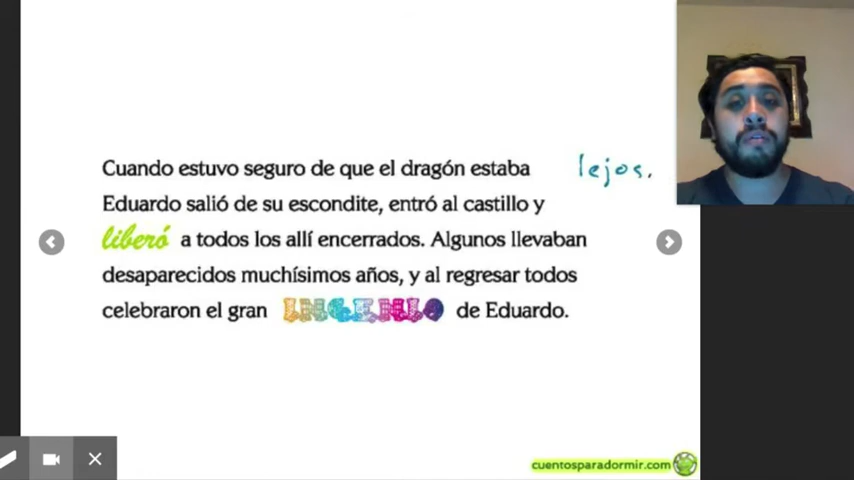 Cuando estuvo seguro de que el dragón estaba lejos.
Eduardo salió de su escondite, entró al castillo y
liberó a todos los allí encerrados. Algunos llevaban
desaparecidos muchísimos años, y al regresar todos
celebraron el gran INGENIO de Eduardo.
cuentosparadormir.com